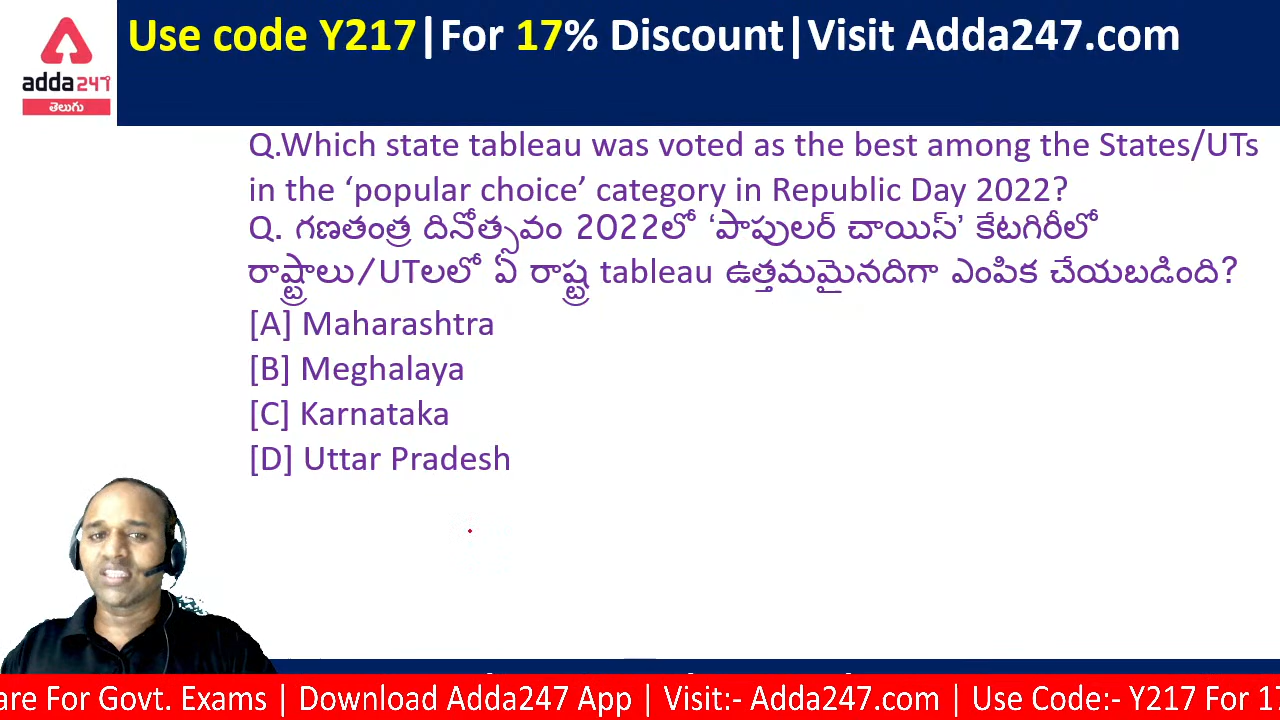 Use code Y217|For 17% Discount|Visit Adda247.com
adda247
తెలుగు
Q.Which state tableau was voted as the best among the States/UTs
in the ‘popular choice’ category in Republic Day 2022?
Q. గణతంత్ర దినోత్సవం 2022లో ‘పాపులర్ చాయిస్’ కేటగిరీలో
రాష్ట్రాలు/UTలలో ఏ రాష్ట్ర tableau ఉత్తమమైనదిగా ఎంపిక చేయబడింది?
[A] Maharashtra
[B] Meghalaya
[C] Karnataka
[D] Uttar Pradesh
are For Govt. Exams | Download Adda247 App | Visit:- Adda247.com | Use Code:- Y217 For 17